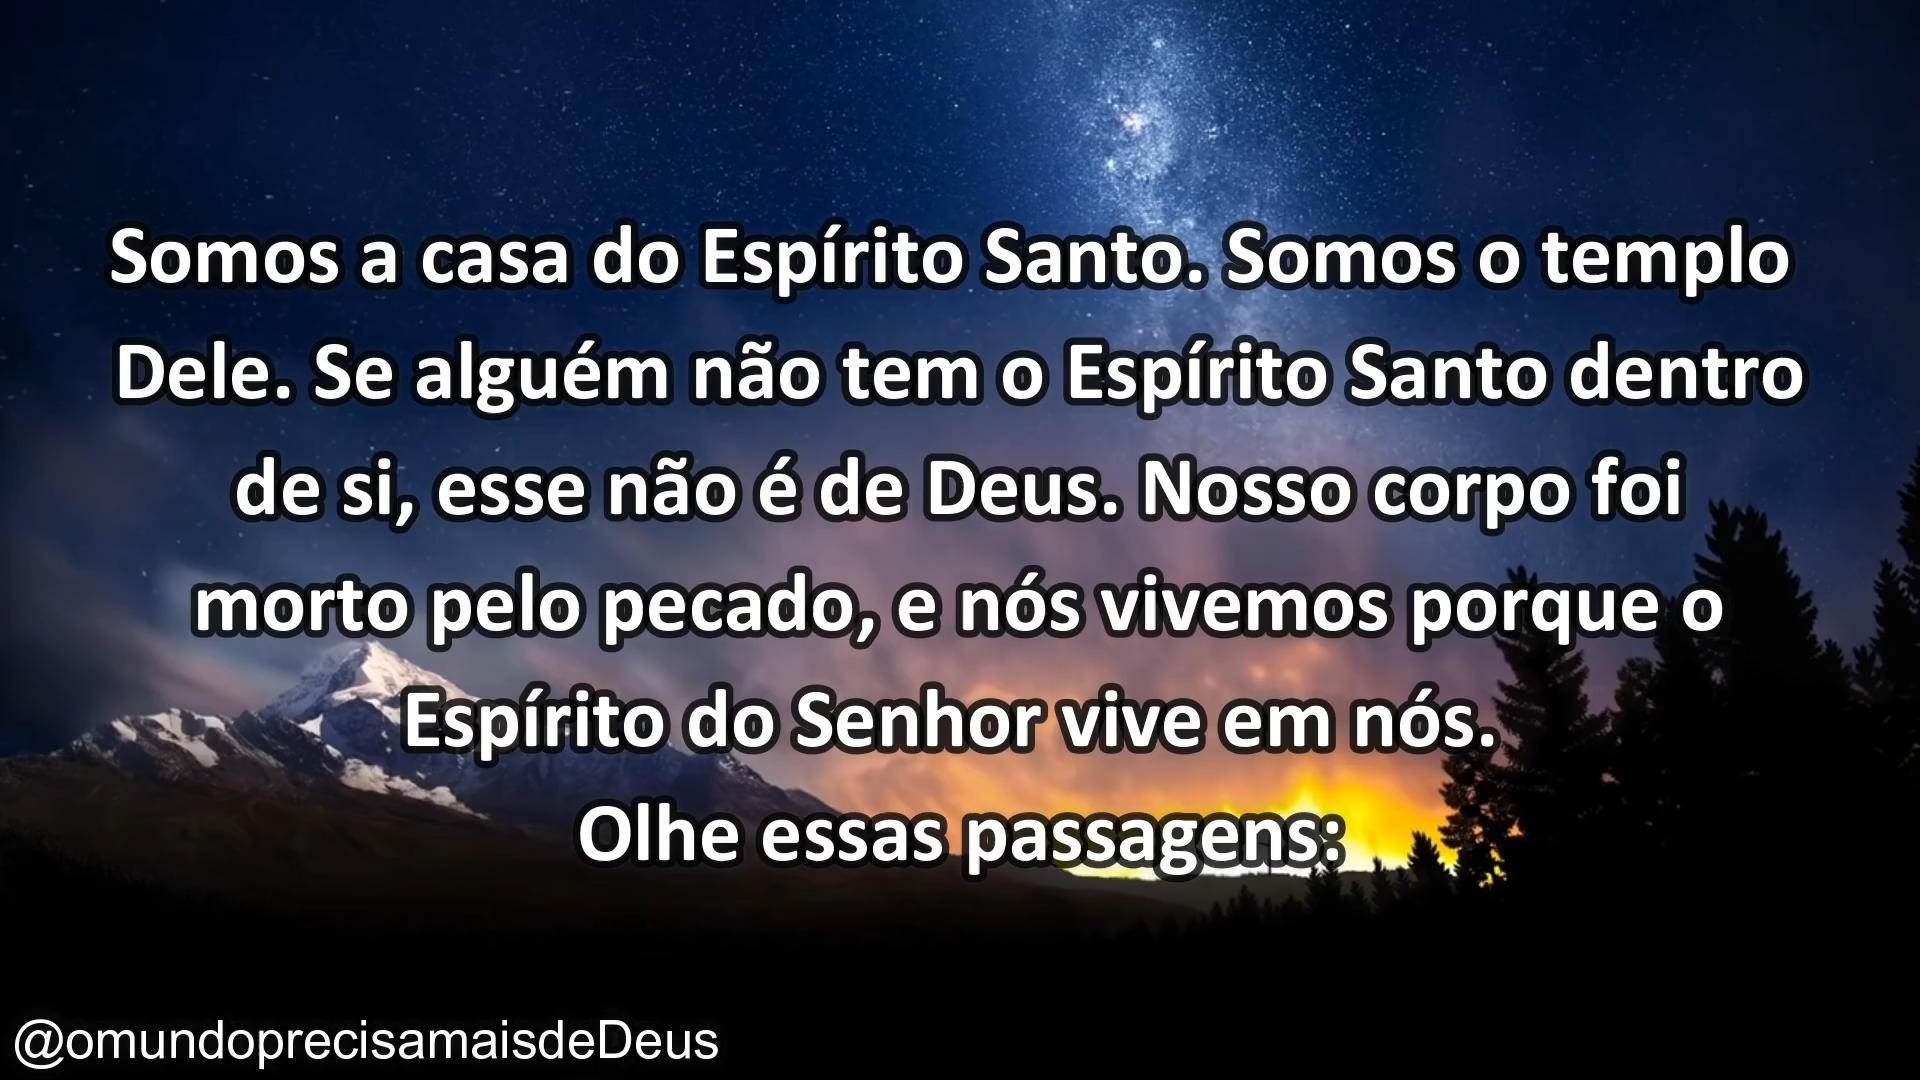 Somos a casa do Espírito Santo. Somos o templo
Dele. Se alguém não tem o Espírito Santo dentro
de si, esse não é de Deus. Nosso corpo foi
morto pelo pecado, e nós vivemos porque o
Espírito do Senhor vive em nós.
Olhe essas passagens:
@omundoprecisamaisdeDeus